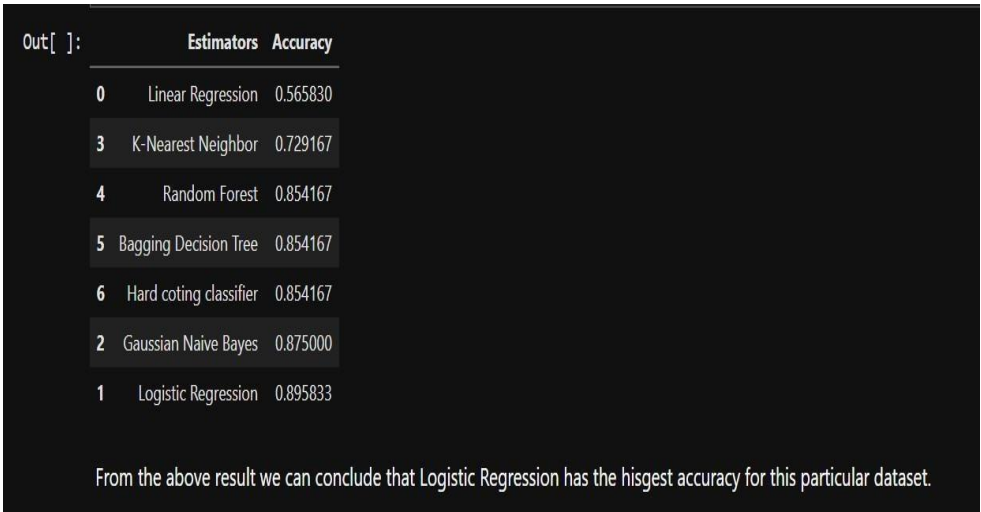 Out[ ]:
Estimators Accuracy
0 Linear Regression 0.565830
3 K-Nearest Neighbor 0.729167
4 Random Forest 0.854167
5 Bagging Decision Tree 0.854167
6 Hard coting classifier 0.854167
2 Gaussian Naive Bayes 0.875000
1 Logistic Regression 0.895833
From the above result we can conclude that Logistic Regression has the hisgest accuracy for this particular dataset.